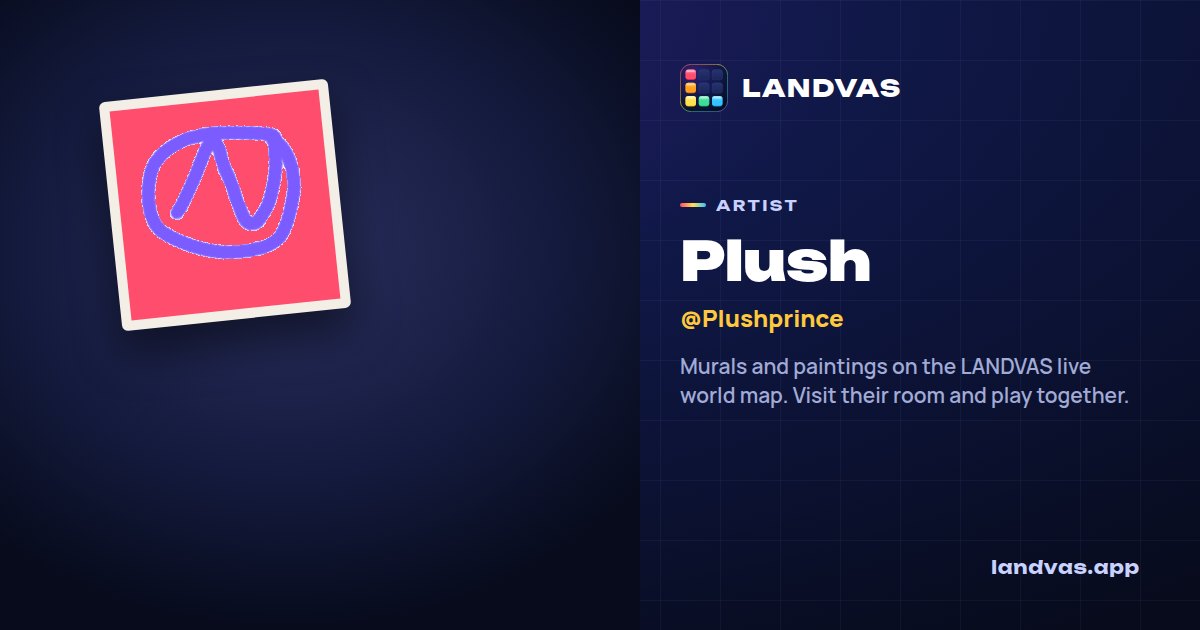 LANDVAS
ARTIST
Plush
@Plushprince
Murals and paintings on the LANDVAS live
world map. Visit their room and play together.
landvas.app